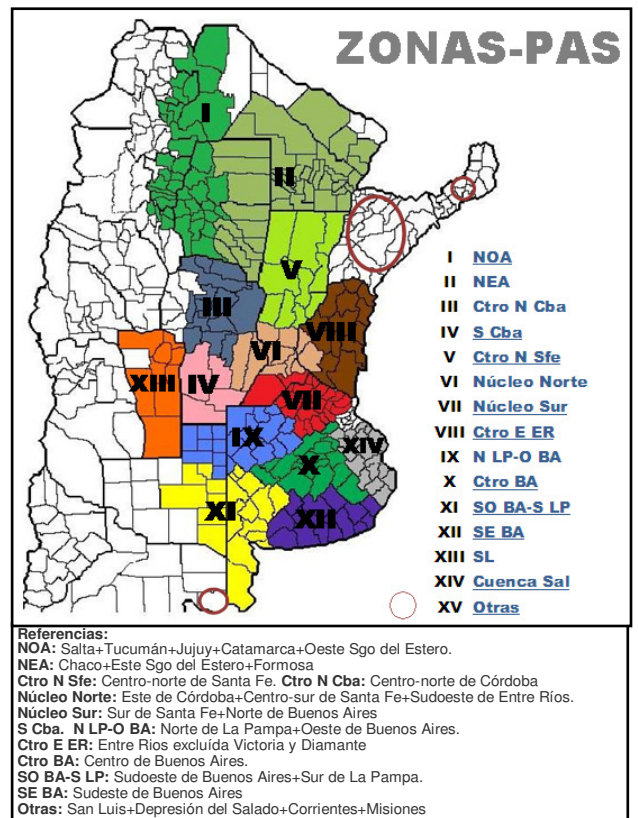 ZONAS-PAS
I
II
III
V
VI
VIII
XIII
IV
VII
IX
XIV
X
XI
XII
I NOA
II NEA
III Ctro N Cba
IV S Cba
V Ctro N Sfe
VI Núcleo Norte
VII Núcleo Sur
VIII Ctro E ER
IX N LP-O BA
X Ctro BA
XI SO BA-S LP
XII SE BA
XIII SL
XIV Cuenca Sal
XV Otras
Referencias:
NOA: Salta+Tucumán+Jujuy+Catamarca+Oeste Sgo del Estero.
NEA: Chaco+Este Sgo del Estero+Formosa
Ctro N Sfe: Centro-norte de Santa Fe. Ctro N Cba: Centro-norte de Córdoba
Núcleo Norte: Este de Córdoba+Centro-sur de Santa Fe+Sudoeste de Entre Ríos.
Núcleo Sur: Sur de Santa Fe+Norte de Buenos Aires
S Cba. N LP-O BA: Norte de La Pampa+Oeste de Buenos Aires.
Ctro E ER: Entre Rios excluída Victoria y Diamante
Ctro BA: Centro de Buenos Aires.
SO BA-S LP: Sudoeste de Buenos Aires+Sur de La Pampa.
SE BA: Sudeste de Buenos Aires
Otras: San Luis+Depresión del Salado+Corrientes+Misiones